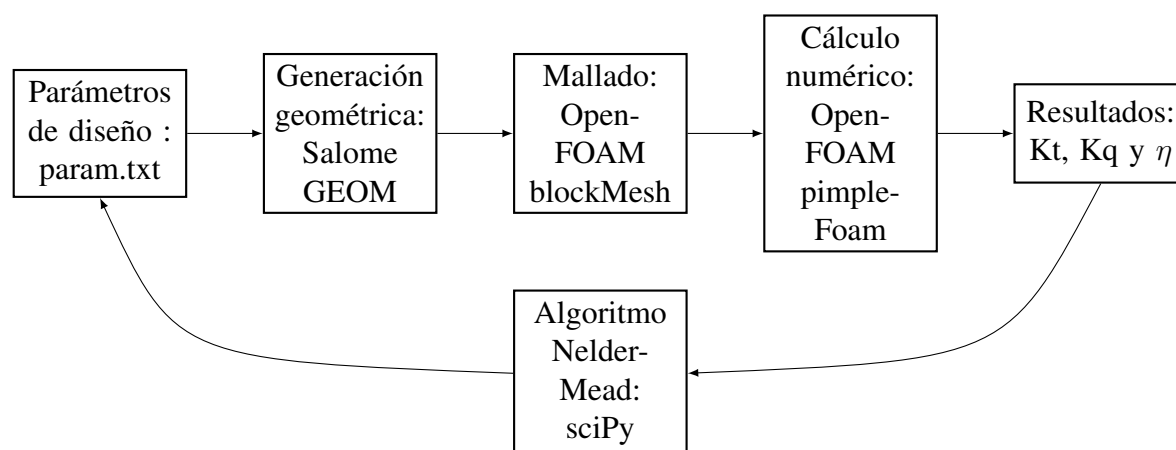 Parámetros
de diseño :
param.txt
Generación
geométrica:
Salome
GEOM
Mallado:
Open-
FOAM
blockMesh
Cálculo
numérico:
Open-
FOAM
pimple-
Foam
Resultados:
Kt, Kq y η
Algoritmo
Nelder-
Mead:
sciPy